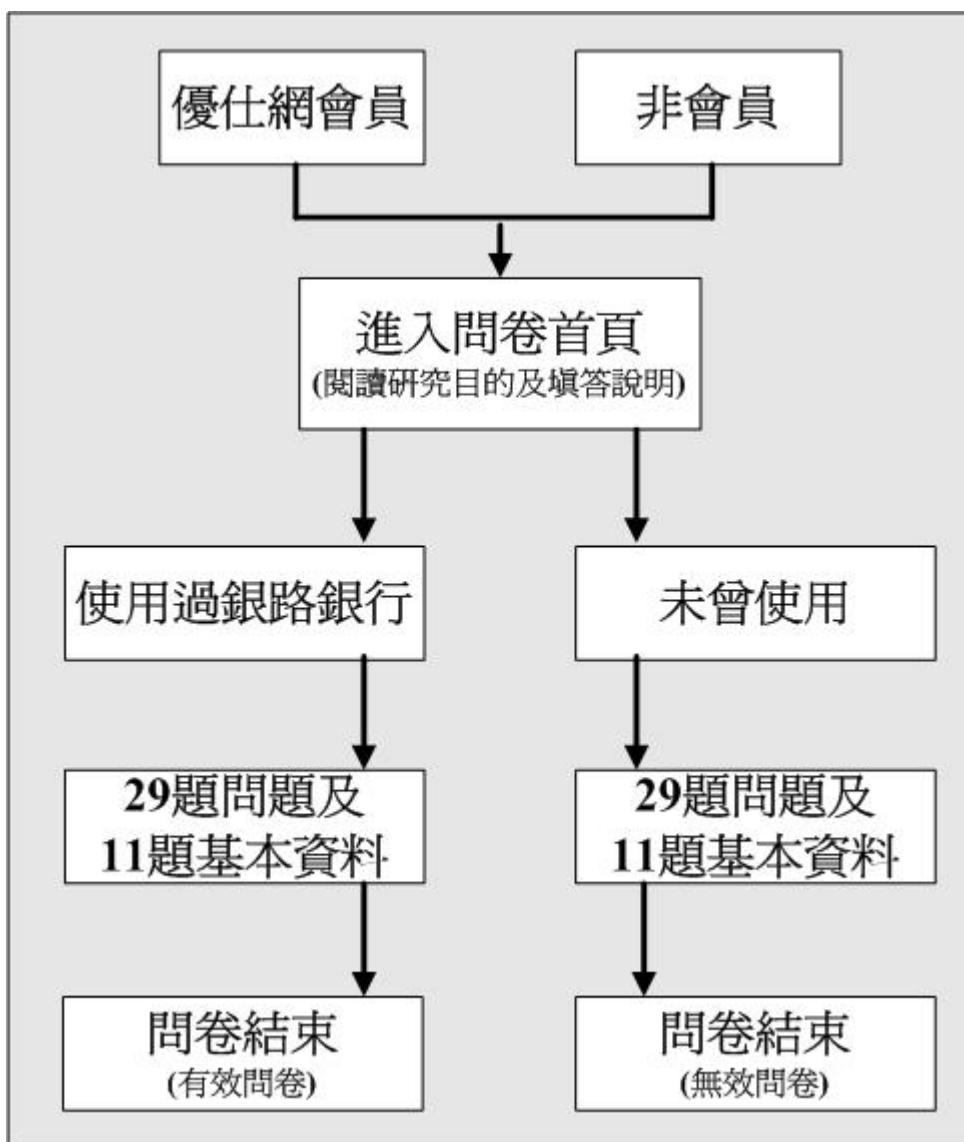 優仕網會員
非會員
進入問卷首頁
(閱讀研究目的及填答說明)
使用過銀路銀行
未曾使用
29題問題及
11題基本資料
29題問題及
11題基本資料
問卷結束
(有效問卷)
問卷結束
(無效問卷)